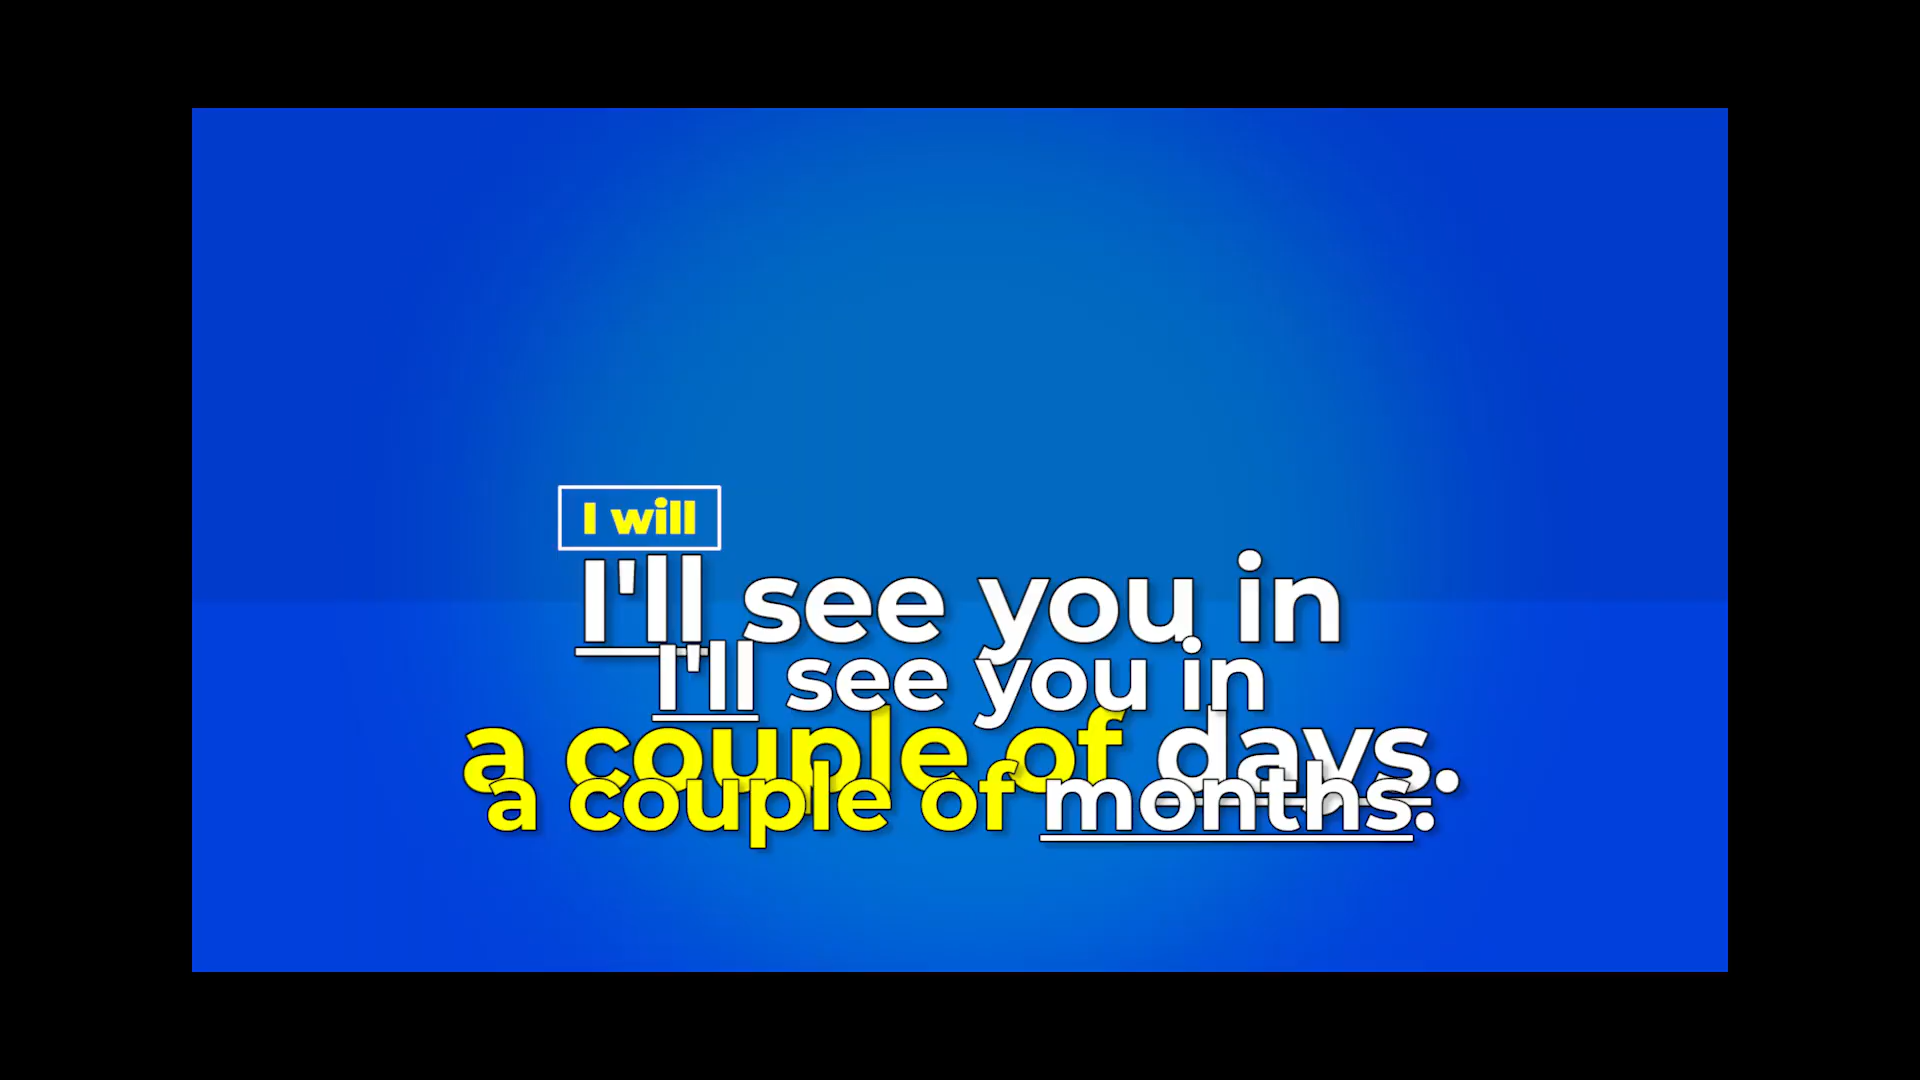 I will
I'll see you in
I'll see you in
a couple of days.
a couple of months.